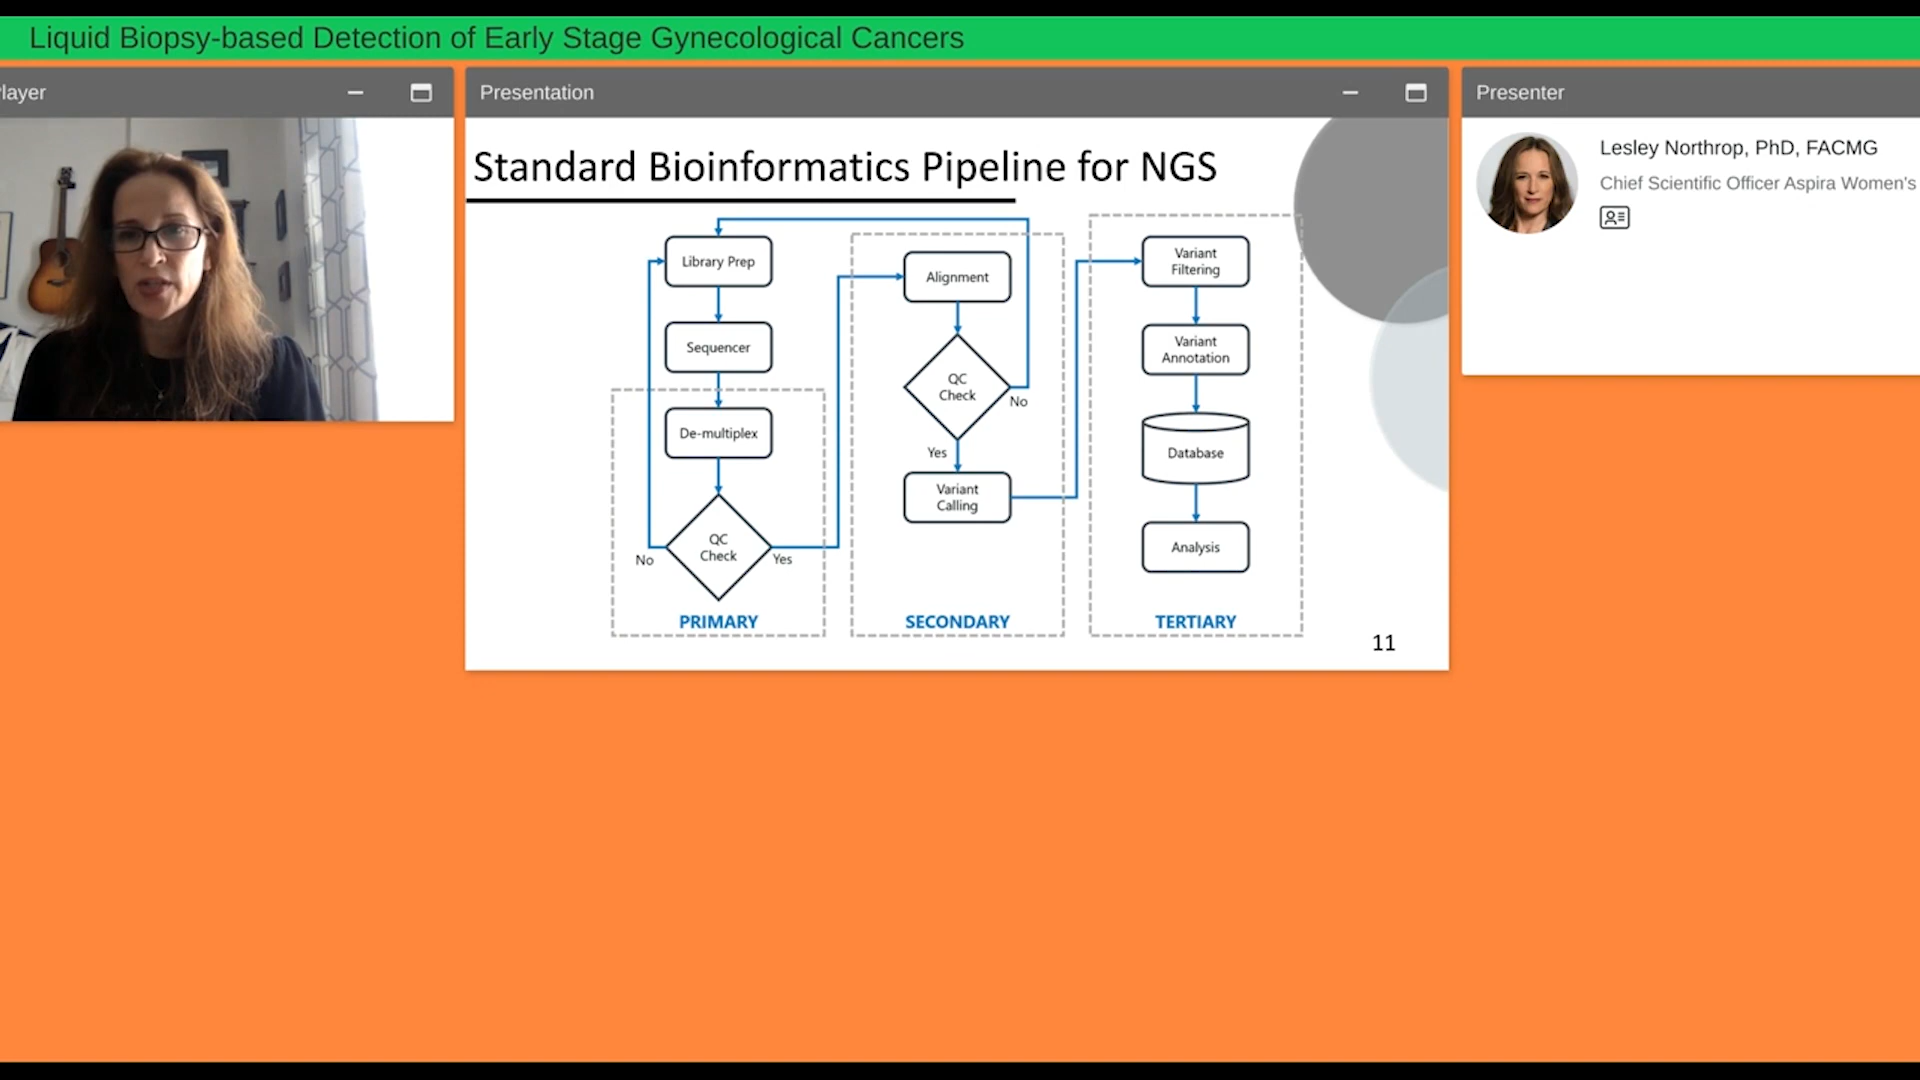 Liquid Biopsy-based Detection of Early Stage Gynecological Cancers
layer
Presentation
Presenter
Lesley Northrop, PhD, FACMG
Chief Scientific Officer Aspira Women's
Standard Bioinformatics Pipeline for NGS
Library Prep
Sequencer
De-multiplex
QC
Check
No
Yes
PRIMARY
Alignment
QC
Check
No
Yes
Variant
Calling
SECONDARY
Variant
Filtering
Variant
Annotation
Database
Analysis
TERTIARY
11